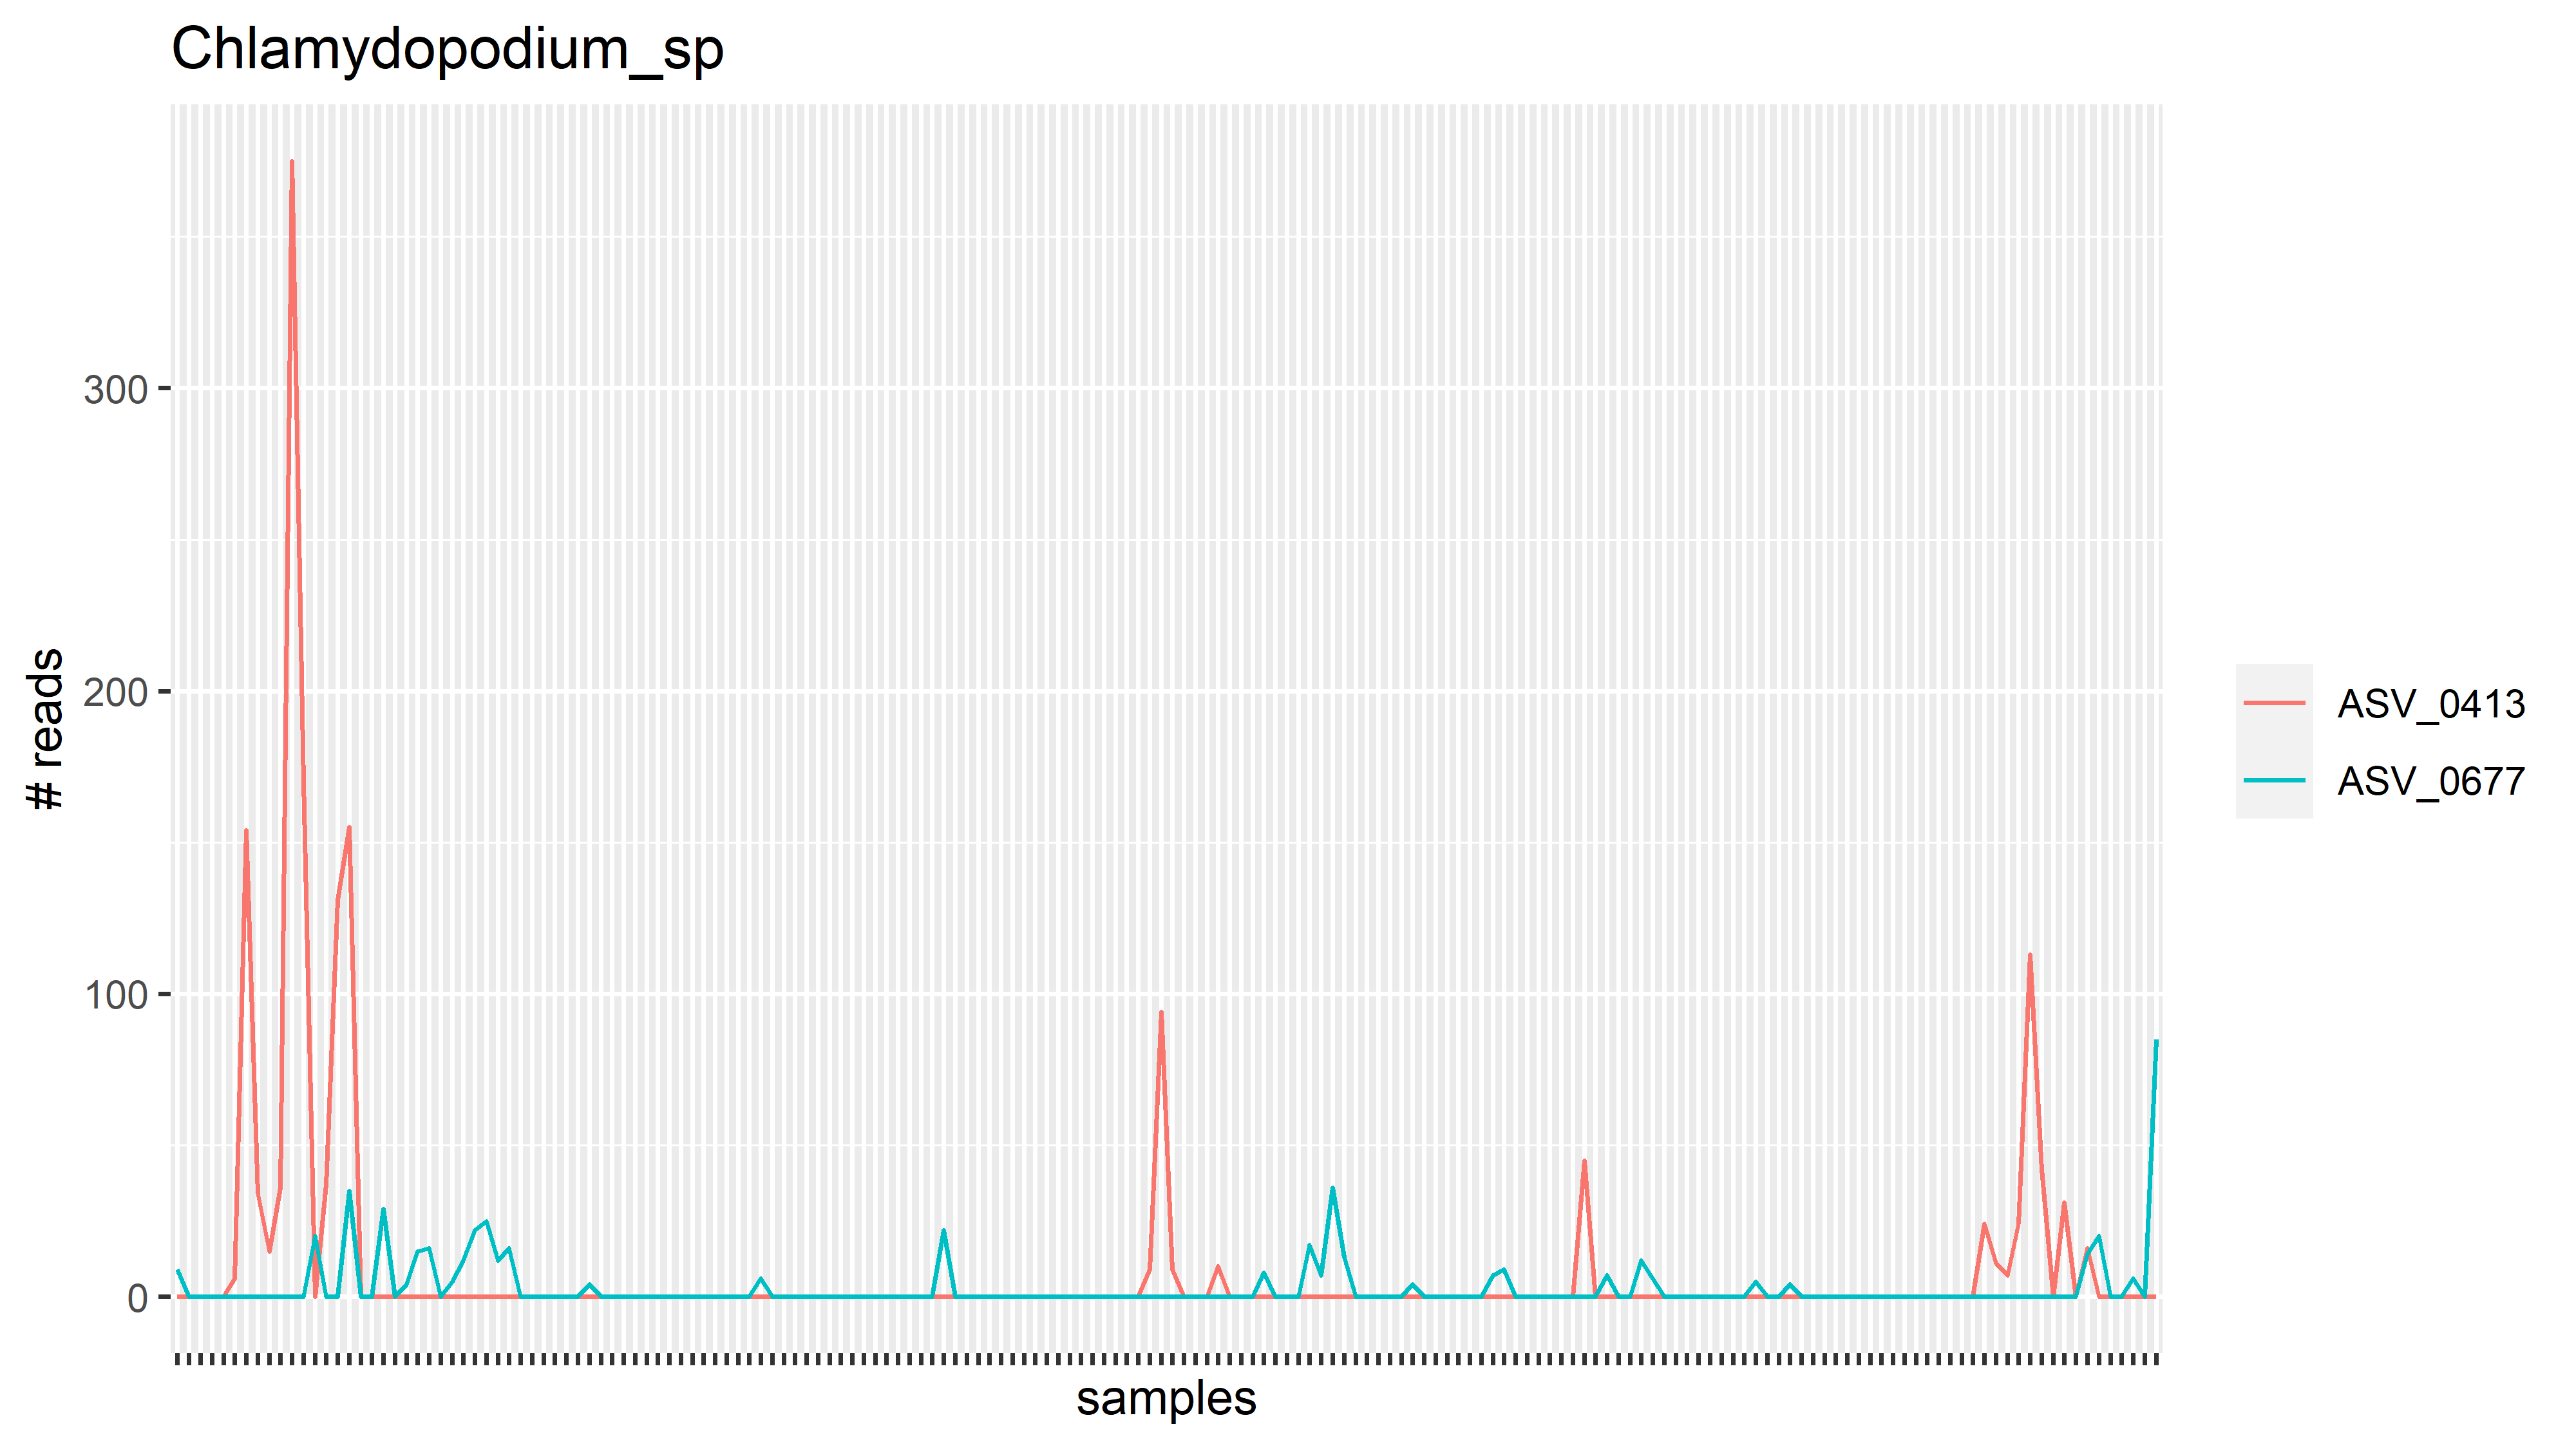 Chlamydopodium_sp
# reads
300
200
100
0
samples
ASV_0413
ASV_0677